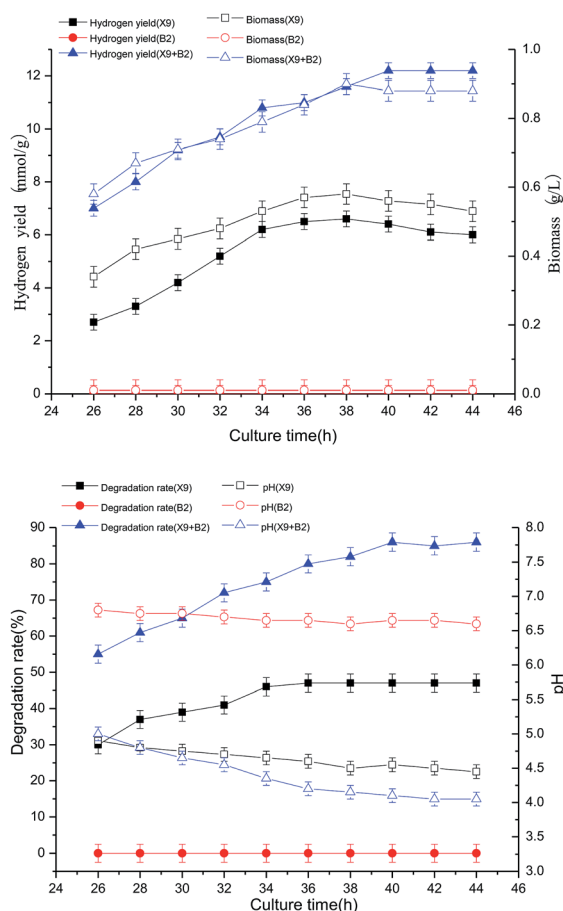 Hydrogen yield(X9)
Hydrogen yield(B2)
Hydrogen yield(X9+B2)
Biomass(X9)
Biomass(B2)
Biomass(X9+B2)
Hydrogen yield (mmol/g)
12
10
8
6
4
2
0
1.0
0.8
0.6
0.4
0.2
0.0
Biomass (g/L)
24 26 28 30 32 34 36 38 40 42 44 46
Culture time(h)
Degradation rate(X9)
Degradation rate(B2)
Degradation rate(X9+B2)
pH(X9)
pH(B2)
pH(X9+B2)
Degradation rate(%)
90
80
70
60
50
40
30
20
10
0
8.0
7.5
7.0
6.5
6.0
5.5
5.0
4.5
4.0
3.5
3.0
pH
24 26 28 30 32 34 36 38 40 42 44 46
Culture time(h)